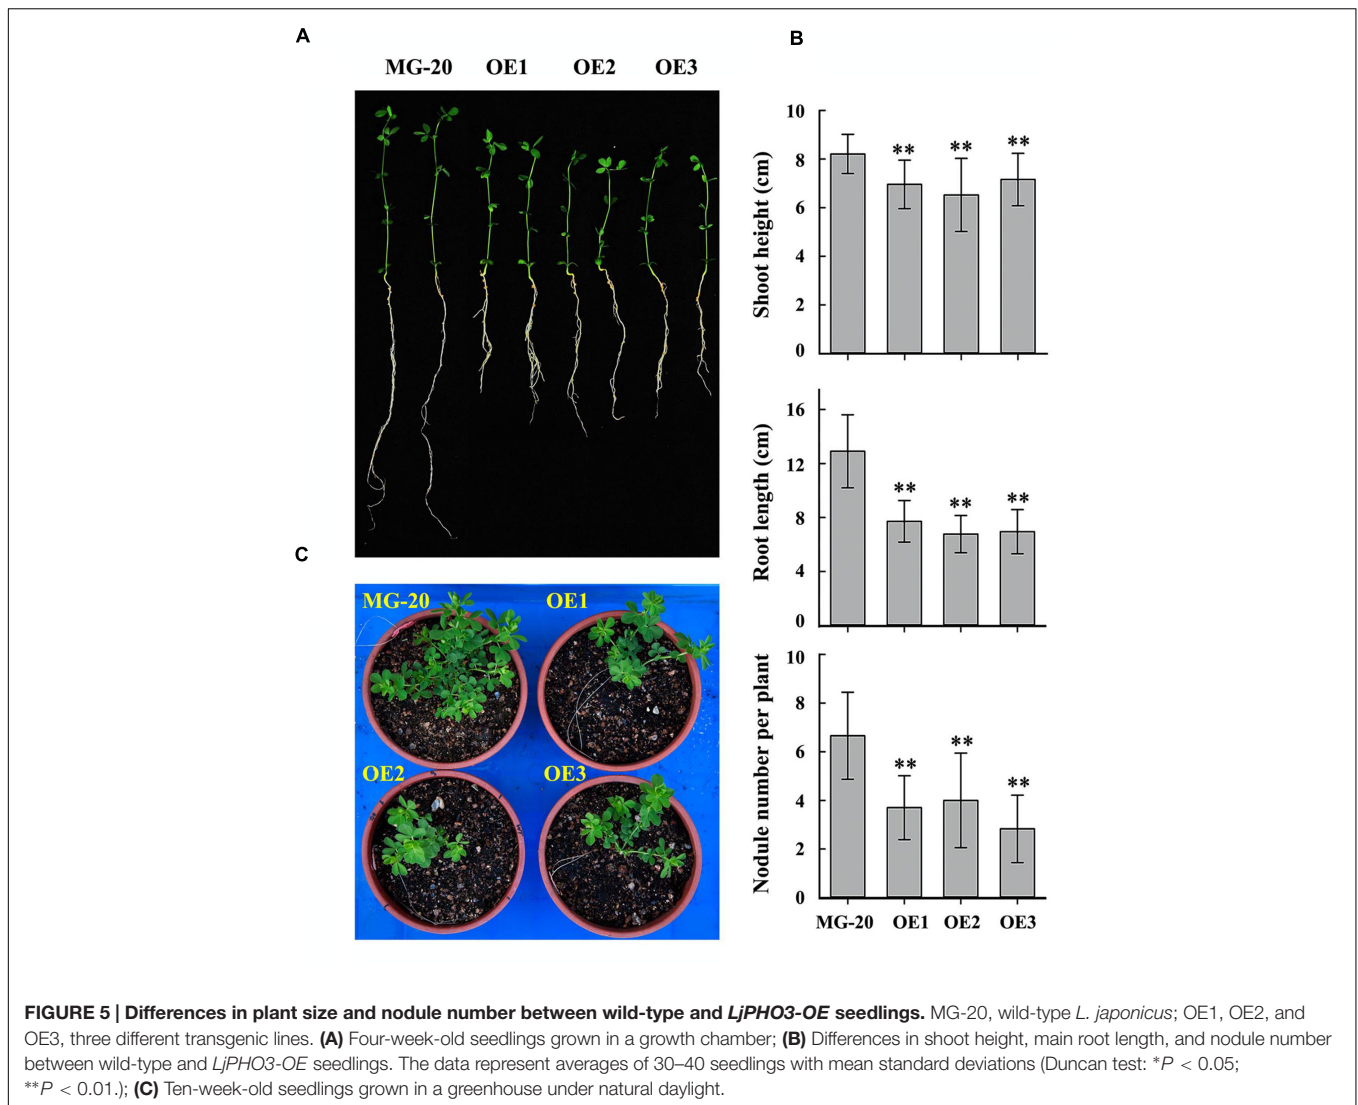 A
MG-20 OE1 OE2 OE3
B
10
8
6
4
2
0
Shoot height (cm)
** ** **
16
12
8
4
0
Root length (cm)
** ** **
10
8
6
4
2
0
Nodule number per plant
** ** **
MG-20 OE1 OE2 OE3
C
MG-20 OE1
OE2 OE3
FIGURE 5 | Differences in plant size and nodule number between wild-type and LjPHO3-OE seedlings. MG-20, wild-type L. japonicus; OE1, OE2, and
OE3, three different transgenic lines. (A) Four-week-old seedlings grown in a growth chamber; (B) Differences in shoot height, main root length, and nodule number
between wild-type and LjPHO3-OE seedlings. The data represent averages of 30–40 seedlings with mean standard deviations (Duncan test: *P < 0.05;
**P < 0.01.); (C) Ten-week-old seedlings grown in a greenhouse under natural daylight.